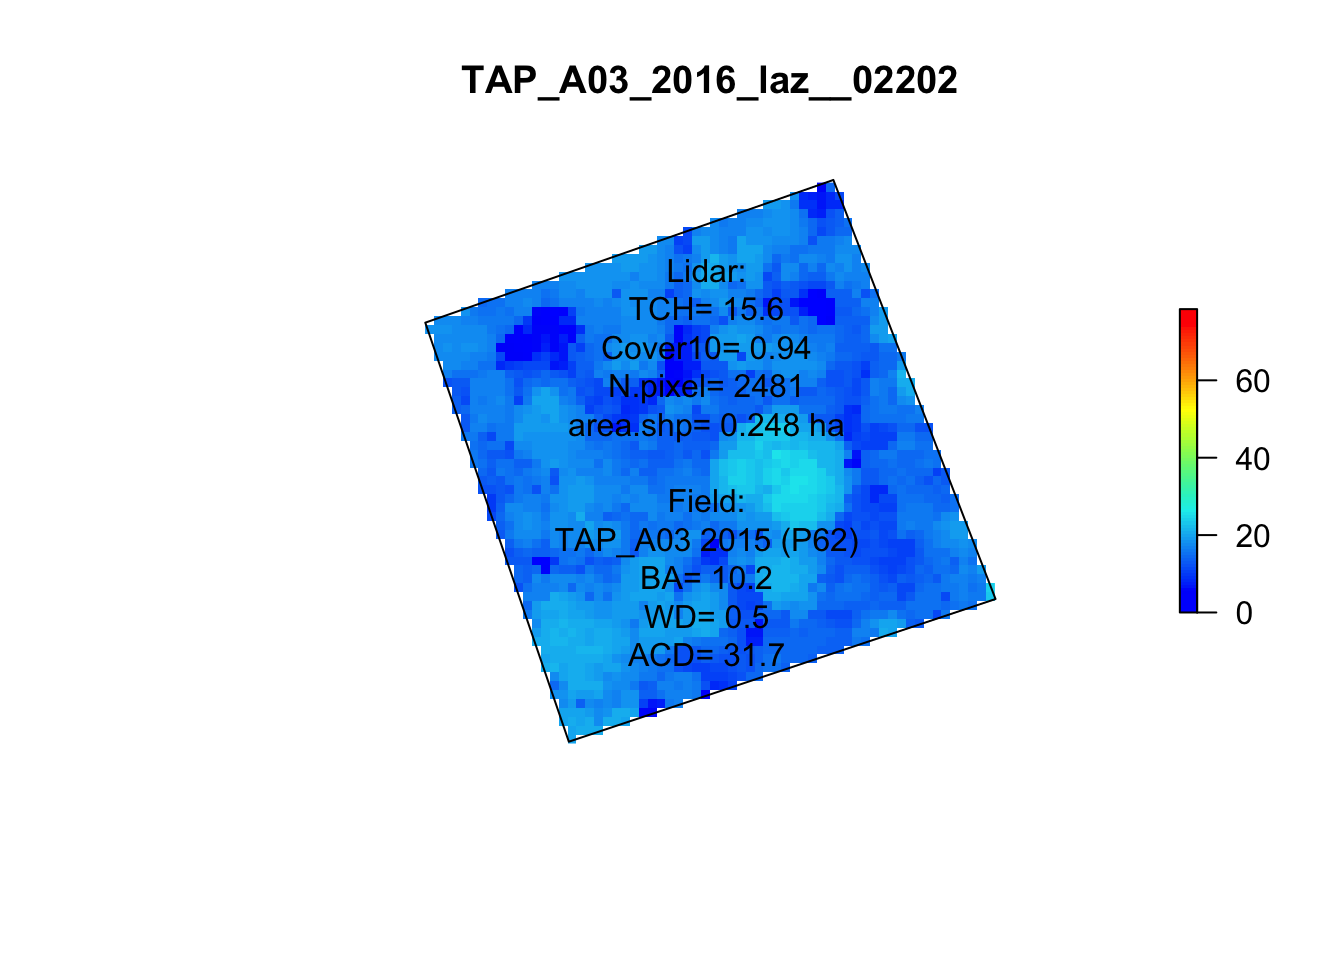 TAP_A03_2016_laz__02202
Lidar:
TCH= 15.6
Cover10= 0.94
N.pixel= 2481
area.shp= 0.248 ha
Field:
TAP_A03 2015 (P62)
BA= 10.2
WD= 0.5
ACD= 31.7
60
40
20
0